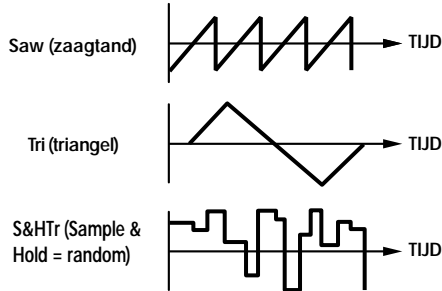 Saw (zaagtand)
TIJD
Tri (triangel)
TIJD
S&HTr (Sample &
Hold = random)
TIJD